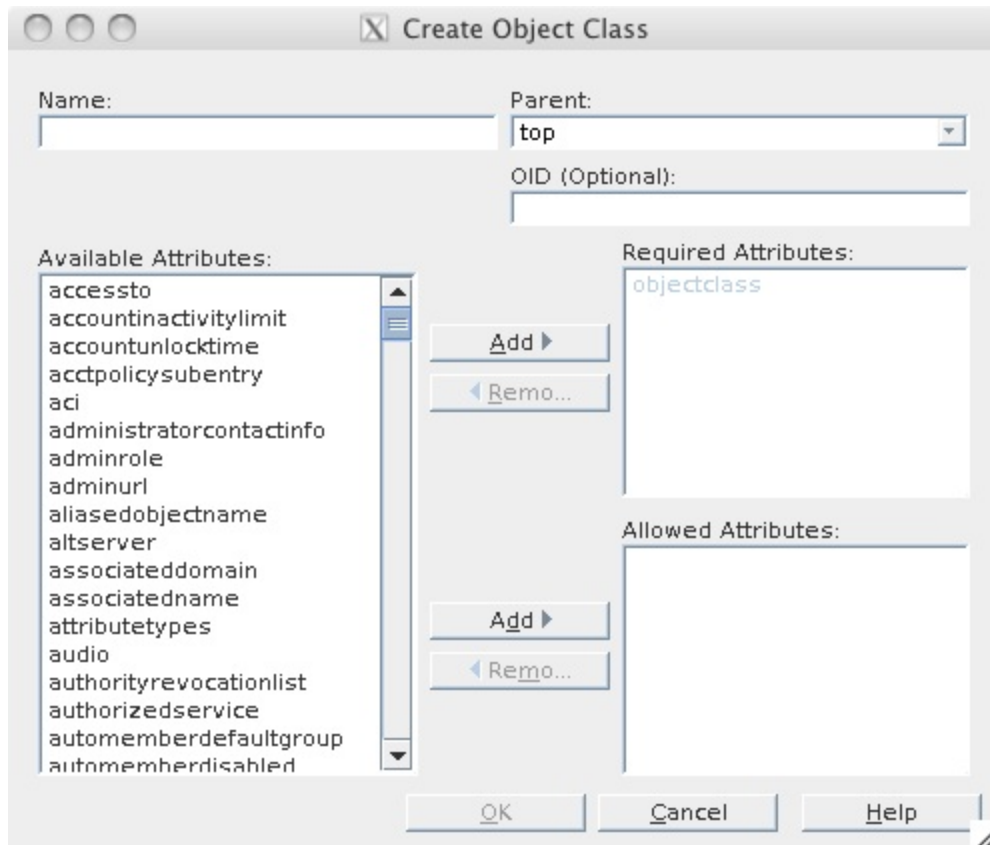 Create Object Class
Name:
Parent:
top
OID (Optional):
Available Attributes:
accessto
accountinactivitylimit
accountunlocktime
acctpolicysubentry
aci
administratorcontactinfo
adminrole
adminurl
aliasedobjectname
altserver
associateddomain
associatedname
attributetypes
audio
authorityrevocationlist
authorizedservice
automemberdefaultgroup
automemberdisabled
Add
Remo...
Required Attributes:
objectclass
Add
Remo...
Allowed Attributes:
OK
Cancel
Help